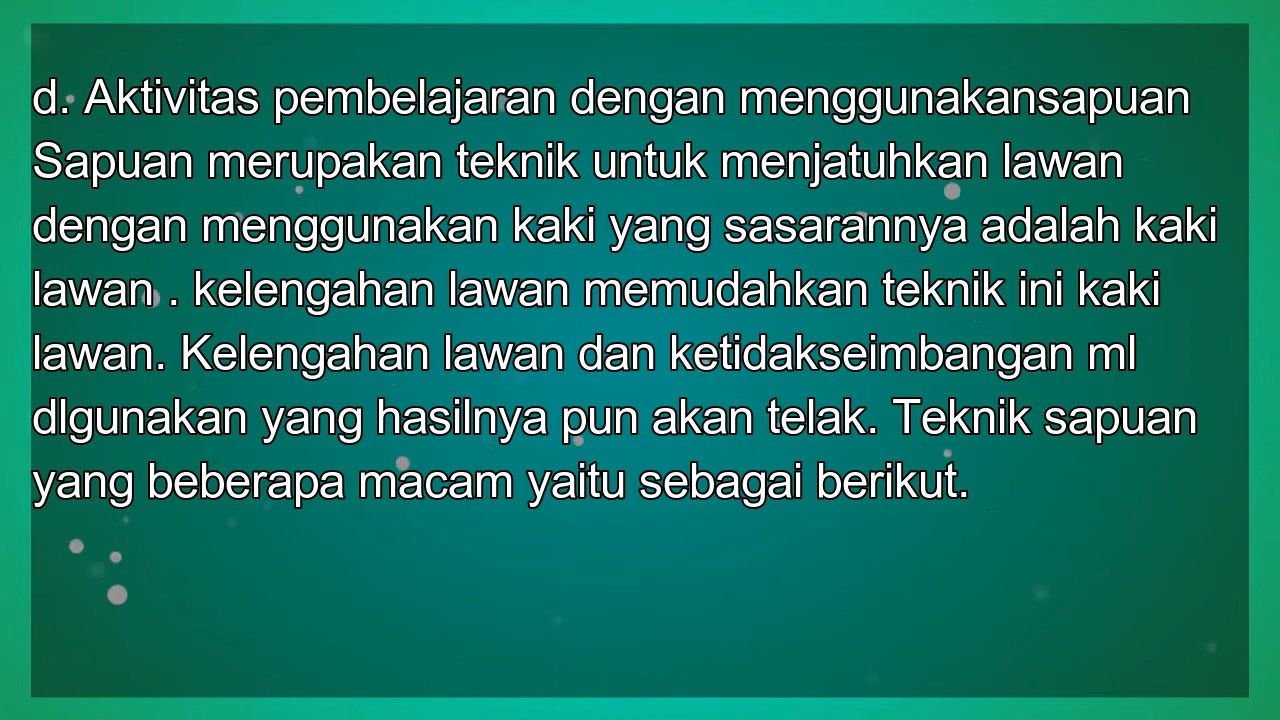 d. Aktivitas pembelajaran dengan menggunakansapuan
Sapuan merupakan teknik untuk menjatuhkan lawan
dengan menggunakan kaki yang sasarannya adalah kaki
lawan . kelengahan lawan memudahkan teknik ini kaki
lawan. Kelengahan lawan dan ketidakseimbangan ml
dlgunakan yang hasilnya pun akan telak. Teknik sapuan
yang beberapa macam yaitu sebagai berikut.